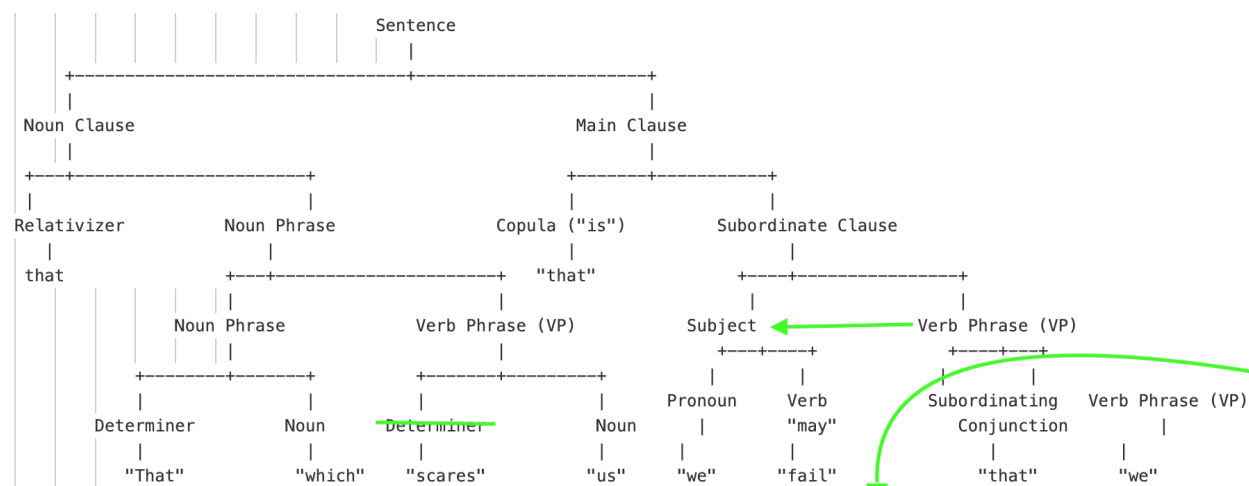 Sentence
Noun Clause Main Clause
Relativizer Noun Phrase Copula ("is") Subordinate Clause
that "that"
Noun Phrase Verb Phrase (VP) Subject Verb Phrase (VP)
Pronoun Verb Subordinating Verb Phrase (VP)
Determiner Noun Determiner Noun "may" Conjunction
"That" "which" "scares" "us" "we" "fail" "that" "we"